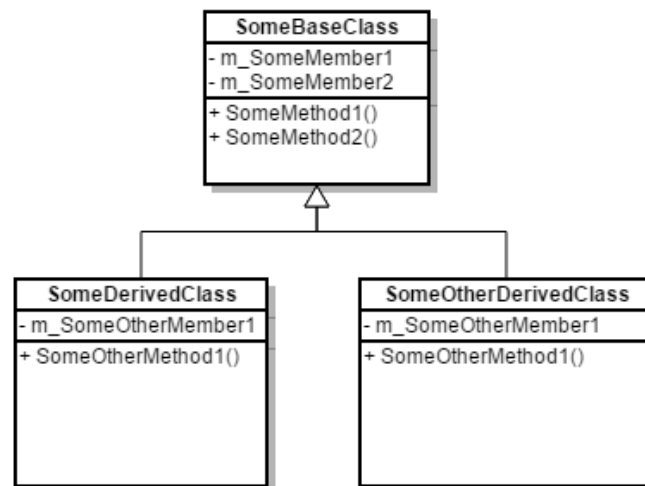 SomeBaseClass
- m_SomeMember1
- m_SomeMember2
+ SomeMethod1()
+ SomeMethod2()
SomeDerivedClass
- m_SomeOtherMember1
+ SomeOtherMethod1()
SomeOtherDerivedClass
- m_SomeOtherMember1
+ SomeOtherMethod1()